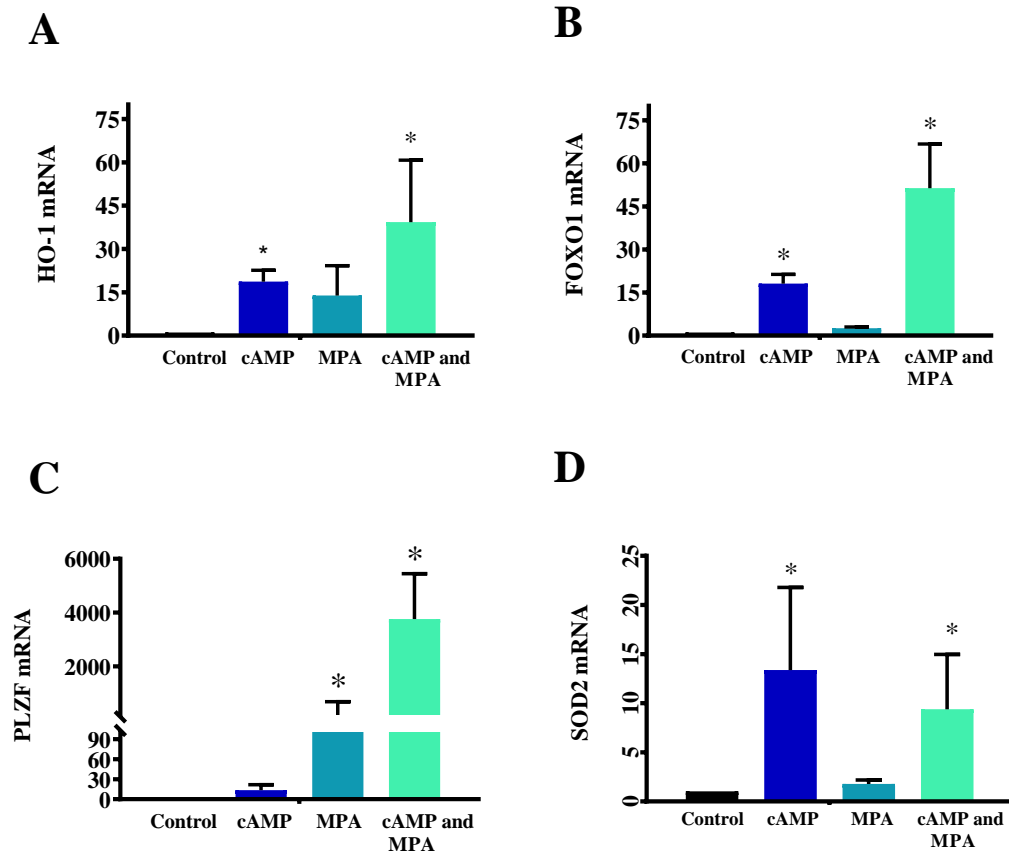 A
HO-1 mRNA
75
60
45
30
15
0
*
*
Control cAMP MPA cAMP and
MPA
B
FOXO1 mRNA
75
60
45
30
15
0
*
*
Control cAMP MPA cAMP and
MPA
C
PLZF mRNA
6000
4000
2000
90
60
30
0
*
*
Control cAMP MPA cAMP and
MPA
D
SOD2 mRNA
25
20
15
10
5
0
*
*
Control cAMP MPA cAMP and
MPA